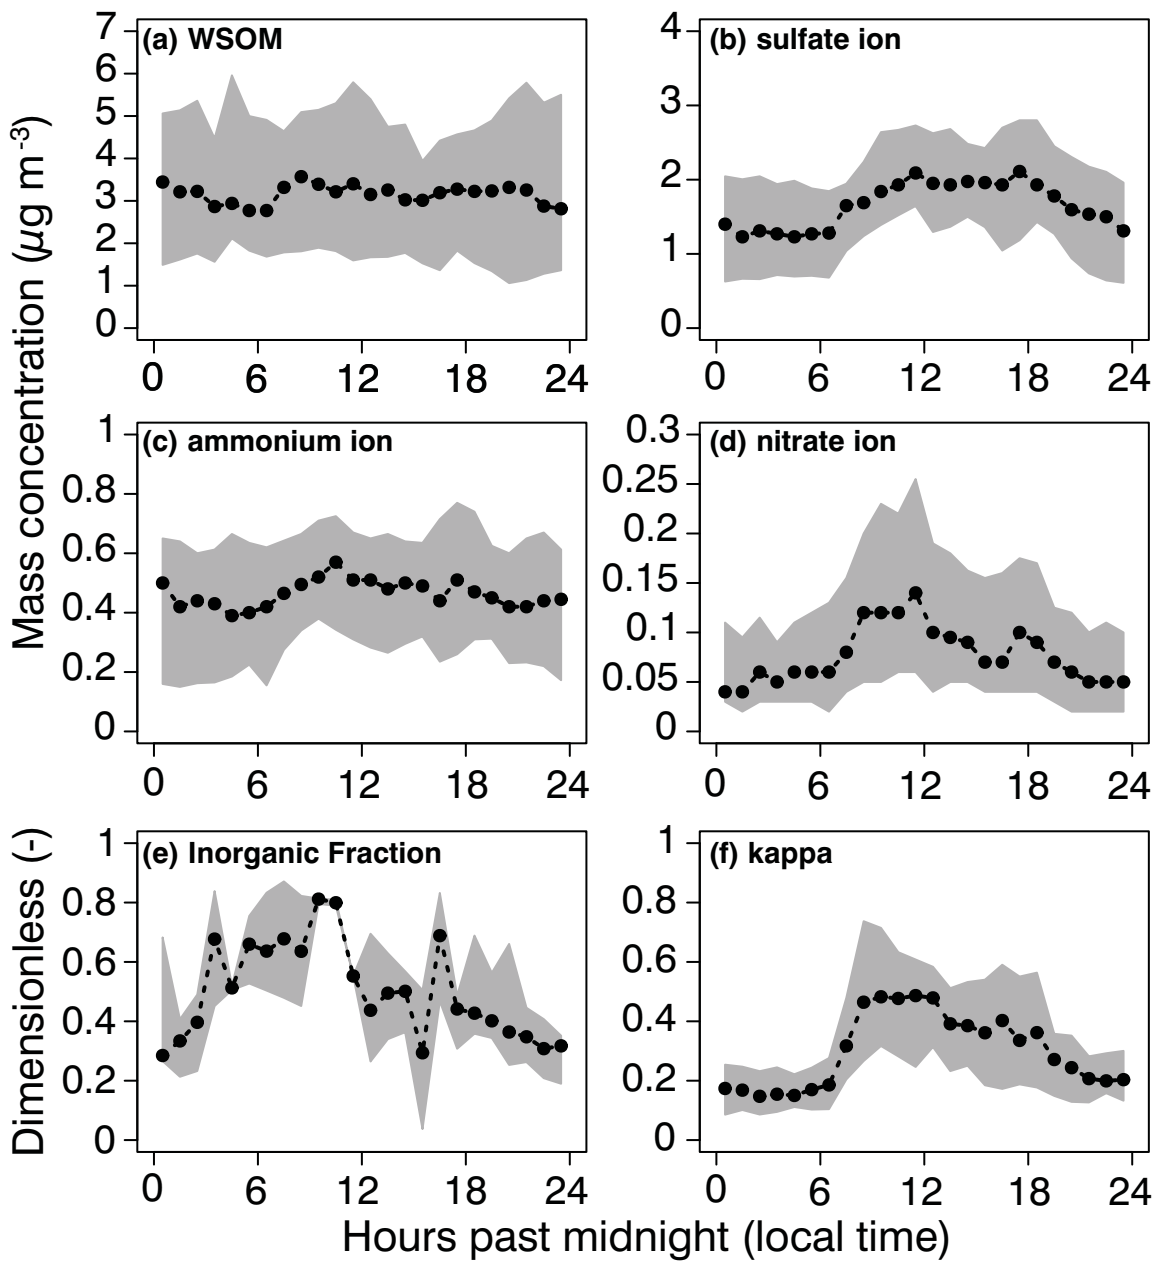 Mass concentration (µg m⁻³)
(a) WSOM
7
6
5
4
3
2
1
0
0 6 12 18 24
(b) sulfate ion
4
3
2
1
0
0 6 12 18 24
(c) ammonium ion
1
0.8
0.6
0.4
0.2
0
0 6 12 18 24
(d) nitrate ion
0.3
0.25
0.2
0.15
0.1
0.05
0
0 6 12 18 24
Dimensionless (-)
(e) Inorganic Fraction
1
0.8
0.6
0.4
0.2
0
0 6 12 18 24
(f) kappa
1
0.8
0.6
0.4
0.2
0
0 6 12 18 24
Hours past midnight (local time)